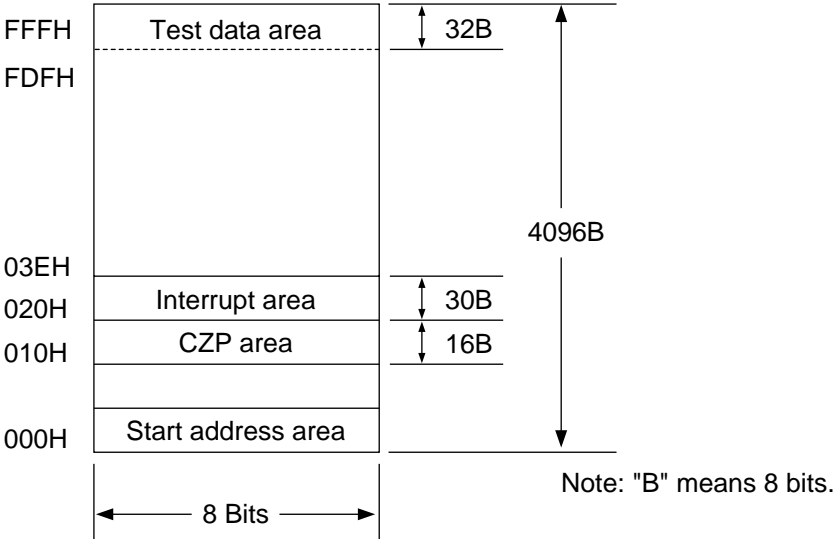 FFFH
Test data area
32B
FDFH
4096B
03EH
020H
Interrupt area
30B
010H
CZP area
16B
000H
Start address area
8 Bits
Note: "B" means 8 bits.